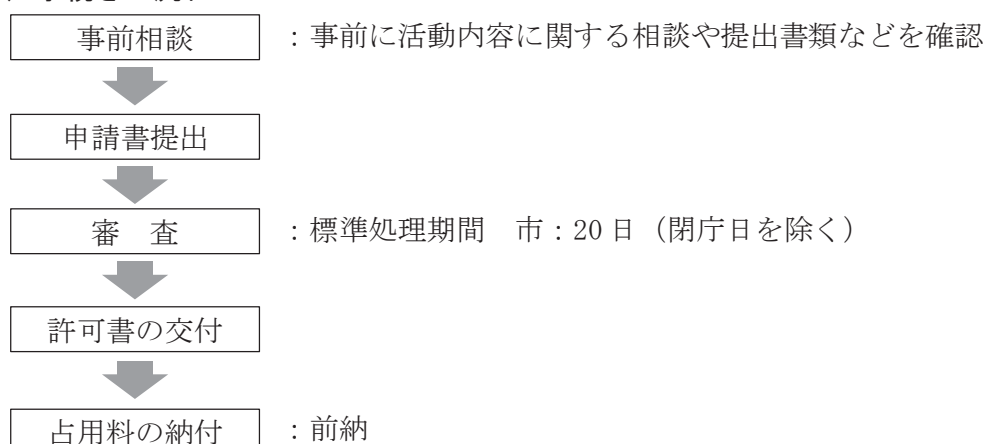 事前相談 ：事前に活動内容に関する相談や提出書類などを確認
申請書提出
審　査 ：標準処理期間　市：20日（閉庁日を除く）
許可書の交付
占用料の納付 ：前納